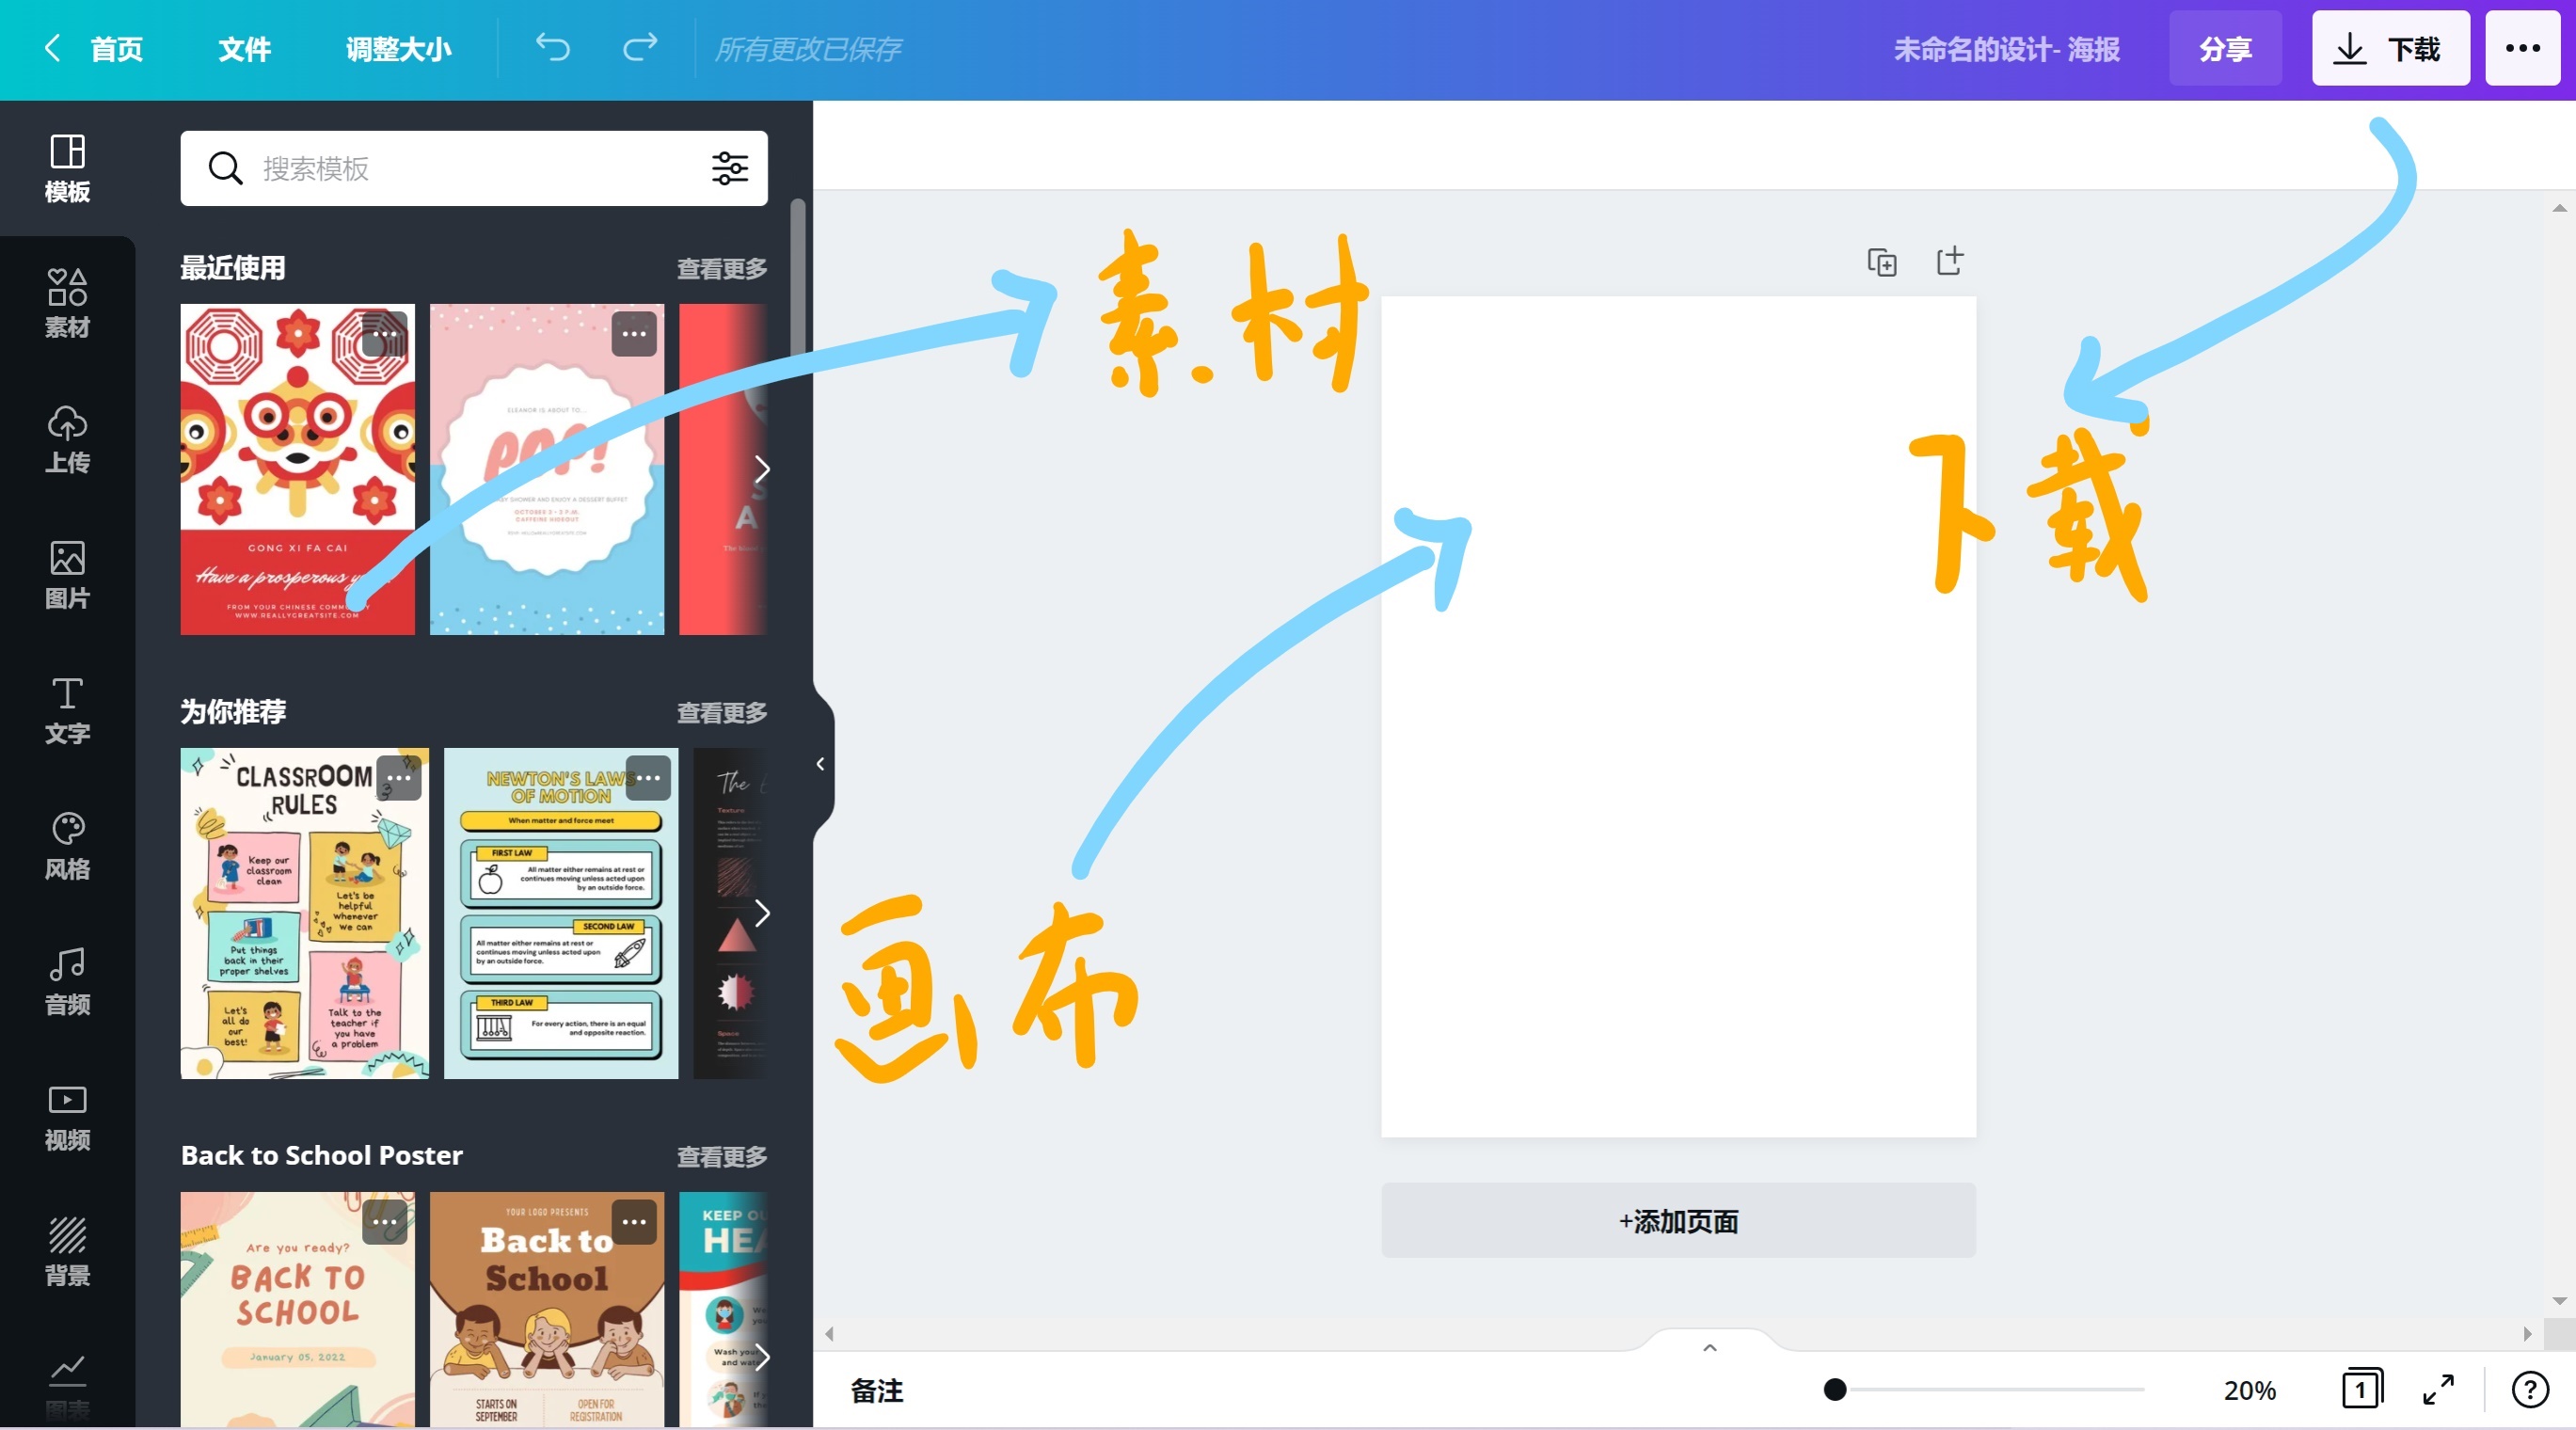 首页 文件 调整大小 所有更改已保存 未命名的设计- 海报 分享 下载
模板
素材
上传
图片
文字
风格
音频
视频
背景
图表
搜索模板
最近使用 查看更多
GONG XI FA CAI
Have a prosperous
FROM YOUR CHINESE COMMUNITY
WWW.REALLYGREATSITE.COM
ELEANOR IS ABOUT TO...
POP!
BABY SHOWER AND ENJOY A DESSERT BUFFET
OCTOBER 3 - 3 P.M.
CAFFEINE HIDEOUT
为你推荐 查看更多
CLASSROOM
RULES
Keep our
classroom
clean
Let's be
helpful
whenever
we can
Put things
back in their
proper shelves
Let's
all do
our
best!
Talk to the
teacher if
you have
a problem
NEWTON'S LAWS
OF MOTION
When matter and force meet
FIRST LAW
All matter either remains at rest or
continues moving unless acted upon
by an outside force.
SECOND LAW
All matter either remains at rest or
continues moving unless acted upon
by an outside force.
THIRD LAW
For every action, there is an equal
and opposite reaction.
The
Texture
Space
Back to School Poster 查看更多
Are you ready?
BACK TO
SCHOOL
January 05, 2022
YOUR LOGO PRESENTS
Back to
School
STARTS ON
SEPTEMBER
OPEN FOR
REGISTRATION
KEEP OU
HEA
Wash your
and wat
素材
下载
画布
+添加页面
备注 20% 1 ?